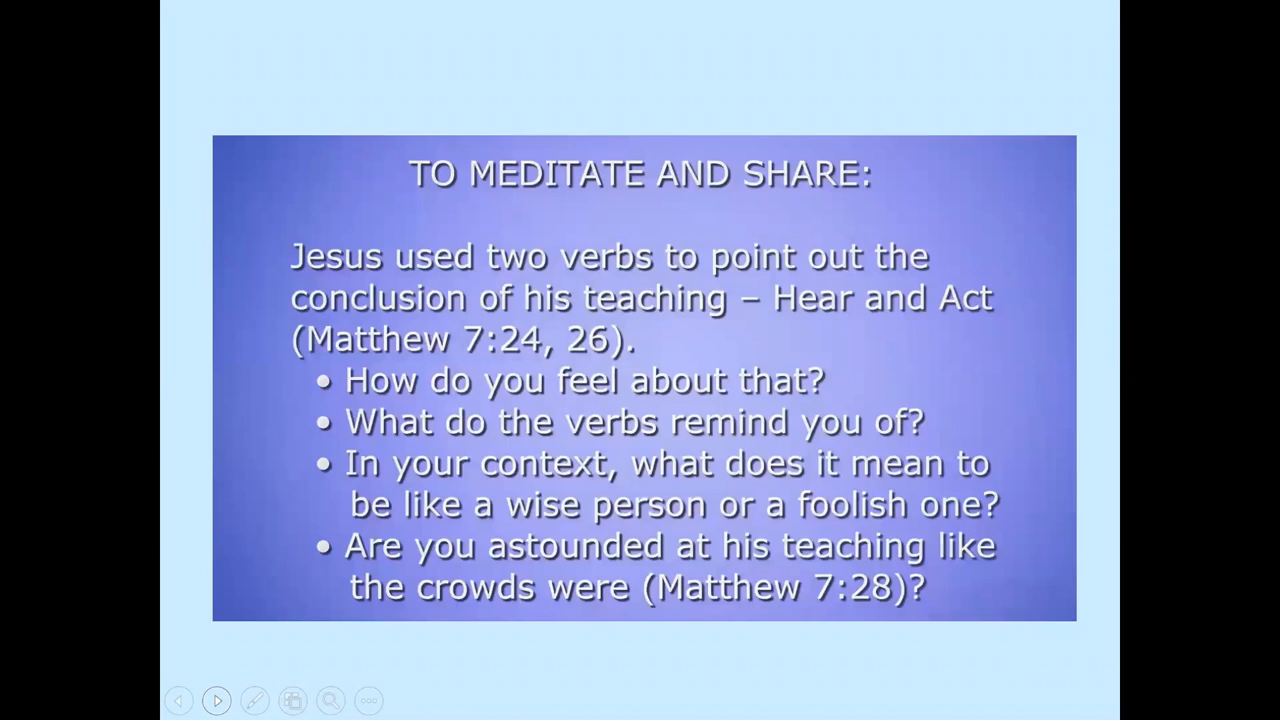 TO MEDITATE AND SHARE:
Jesus used two verbs to point out the
conclusion of his teaching – Hear and Act
(Matthew 7:24, 26).
• How do you feel about that?
• What do the verbs remind you of?
• In your context, what does it mean to
be like a wise person or a foolish one?
• Are you astounded at his teaching like
the crowds were (Matthew 7:28)?